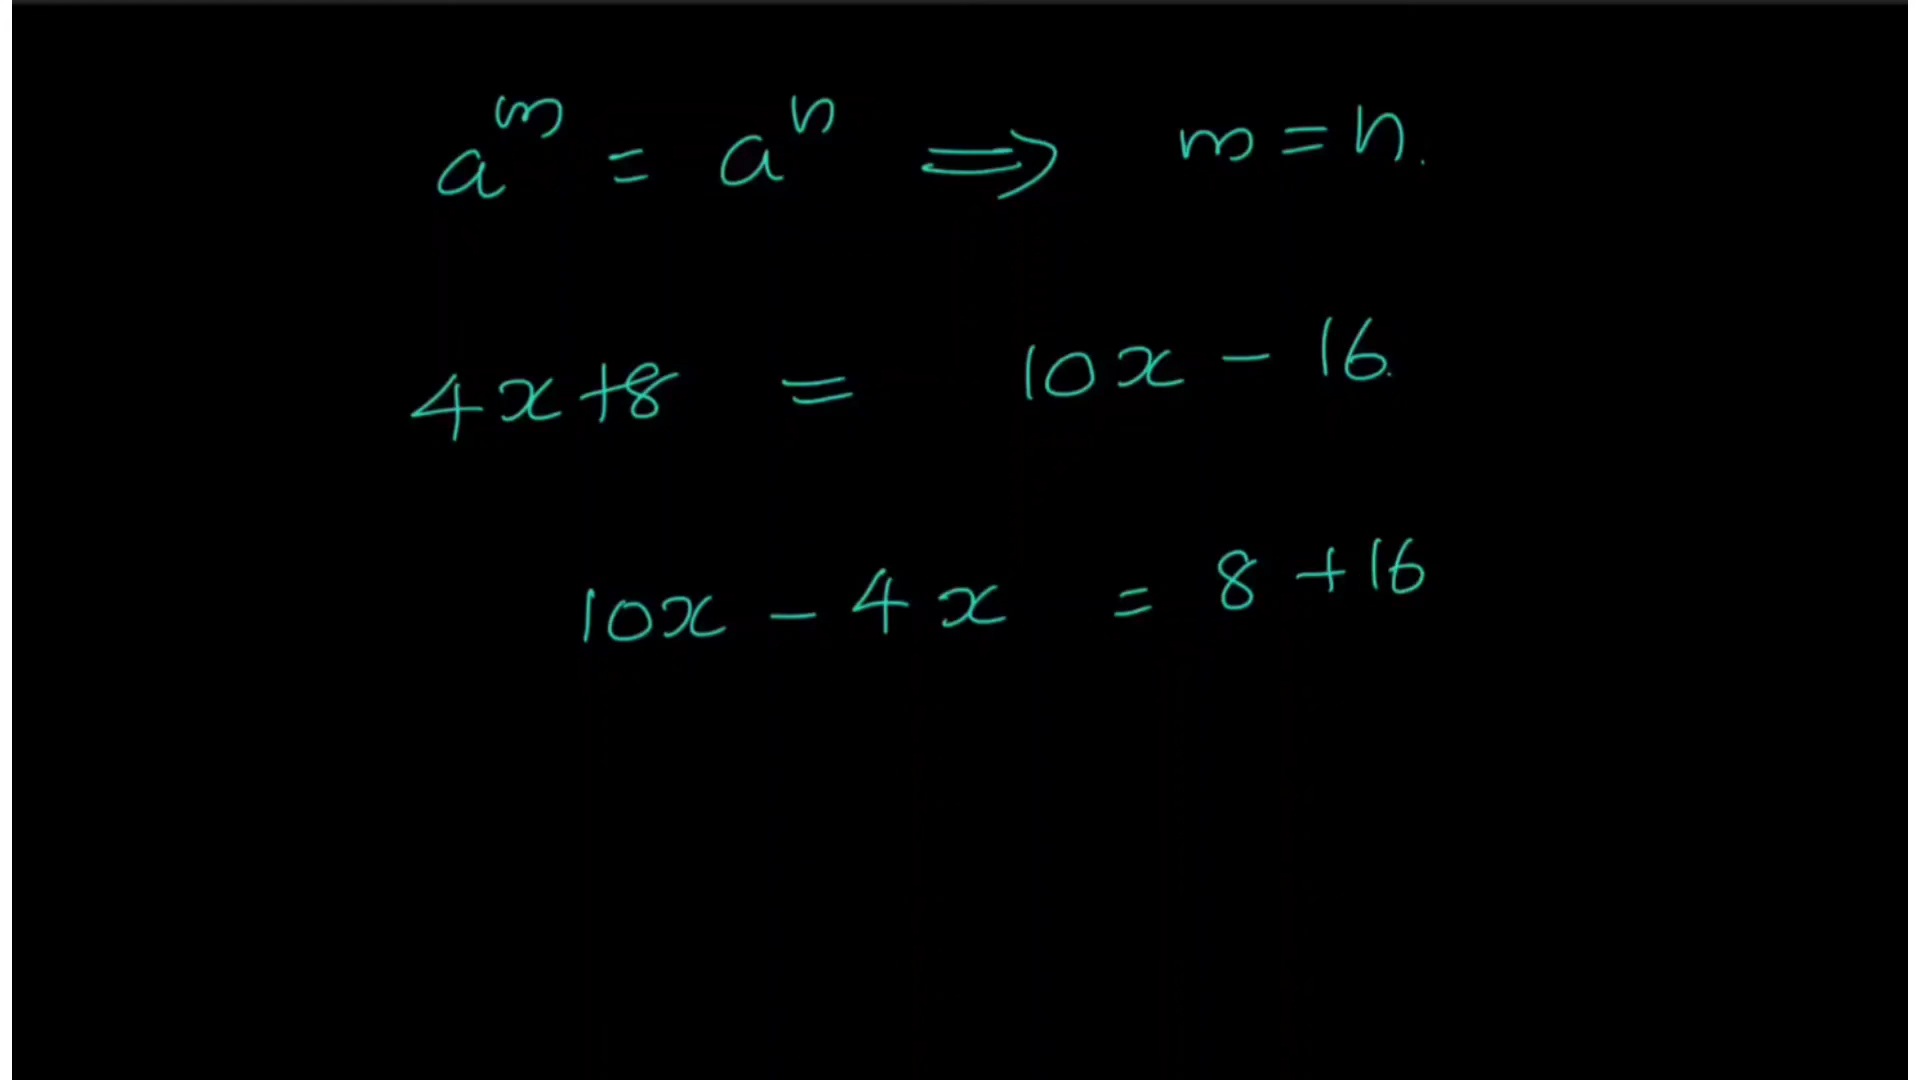 a^m = a^n ⟹ m = n.
4x+8 = 10x - 16.
10x - 4x = 8 + 16